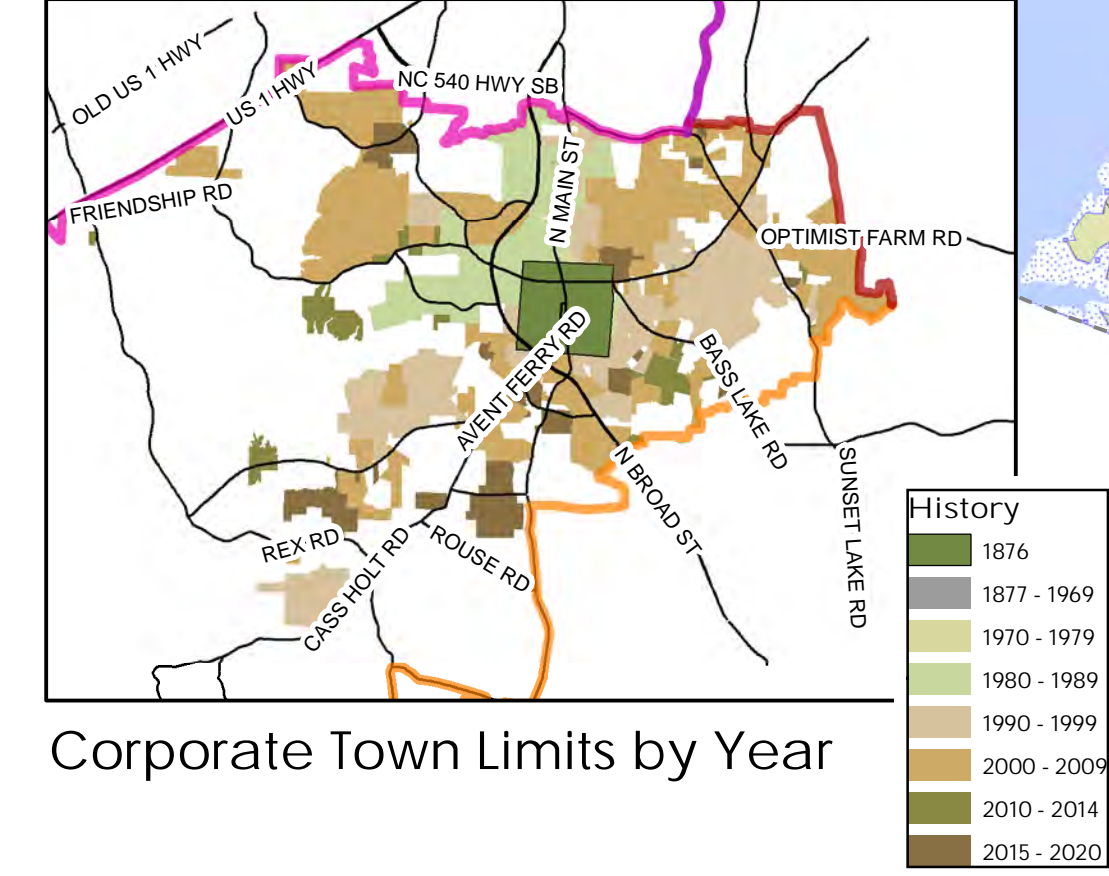 OLD US 1 HWY
US 1 HWY
NC 540 HWY SB
N MAIN ST
FRIENDSHIP RD
OPTIMIST FARM RD
AVENT FERRY RD
BASS LAKE RD
N BROAD ST
SUNSET LAKE RD
REX RD
CASS HOLT RD
ROUSE RD
Corporate Town Limits by Year
History
1876
1877 - 1969
1970 - 1979
1980 - 1989
1990 - 1999
2000 - 2009
2010 - 2014
2015 - 2020